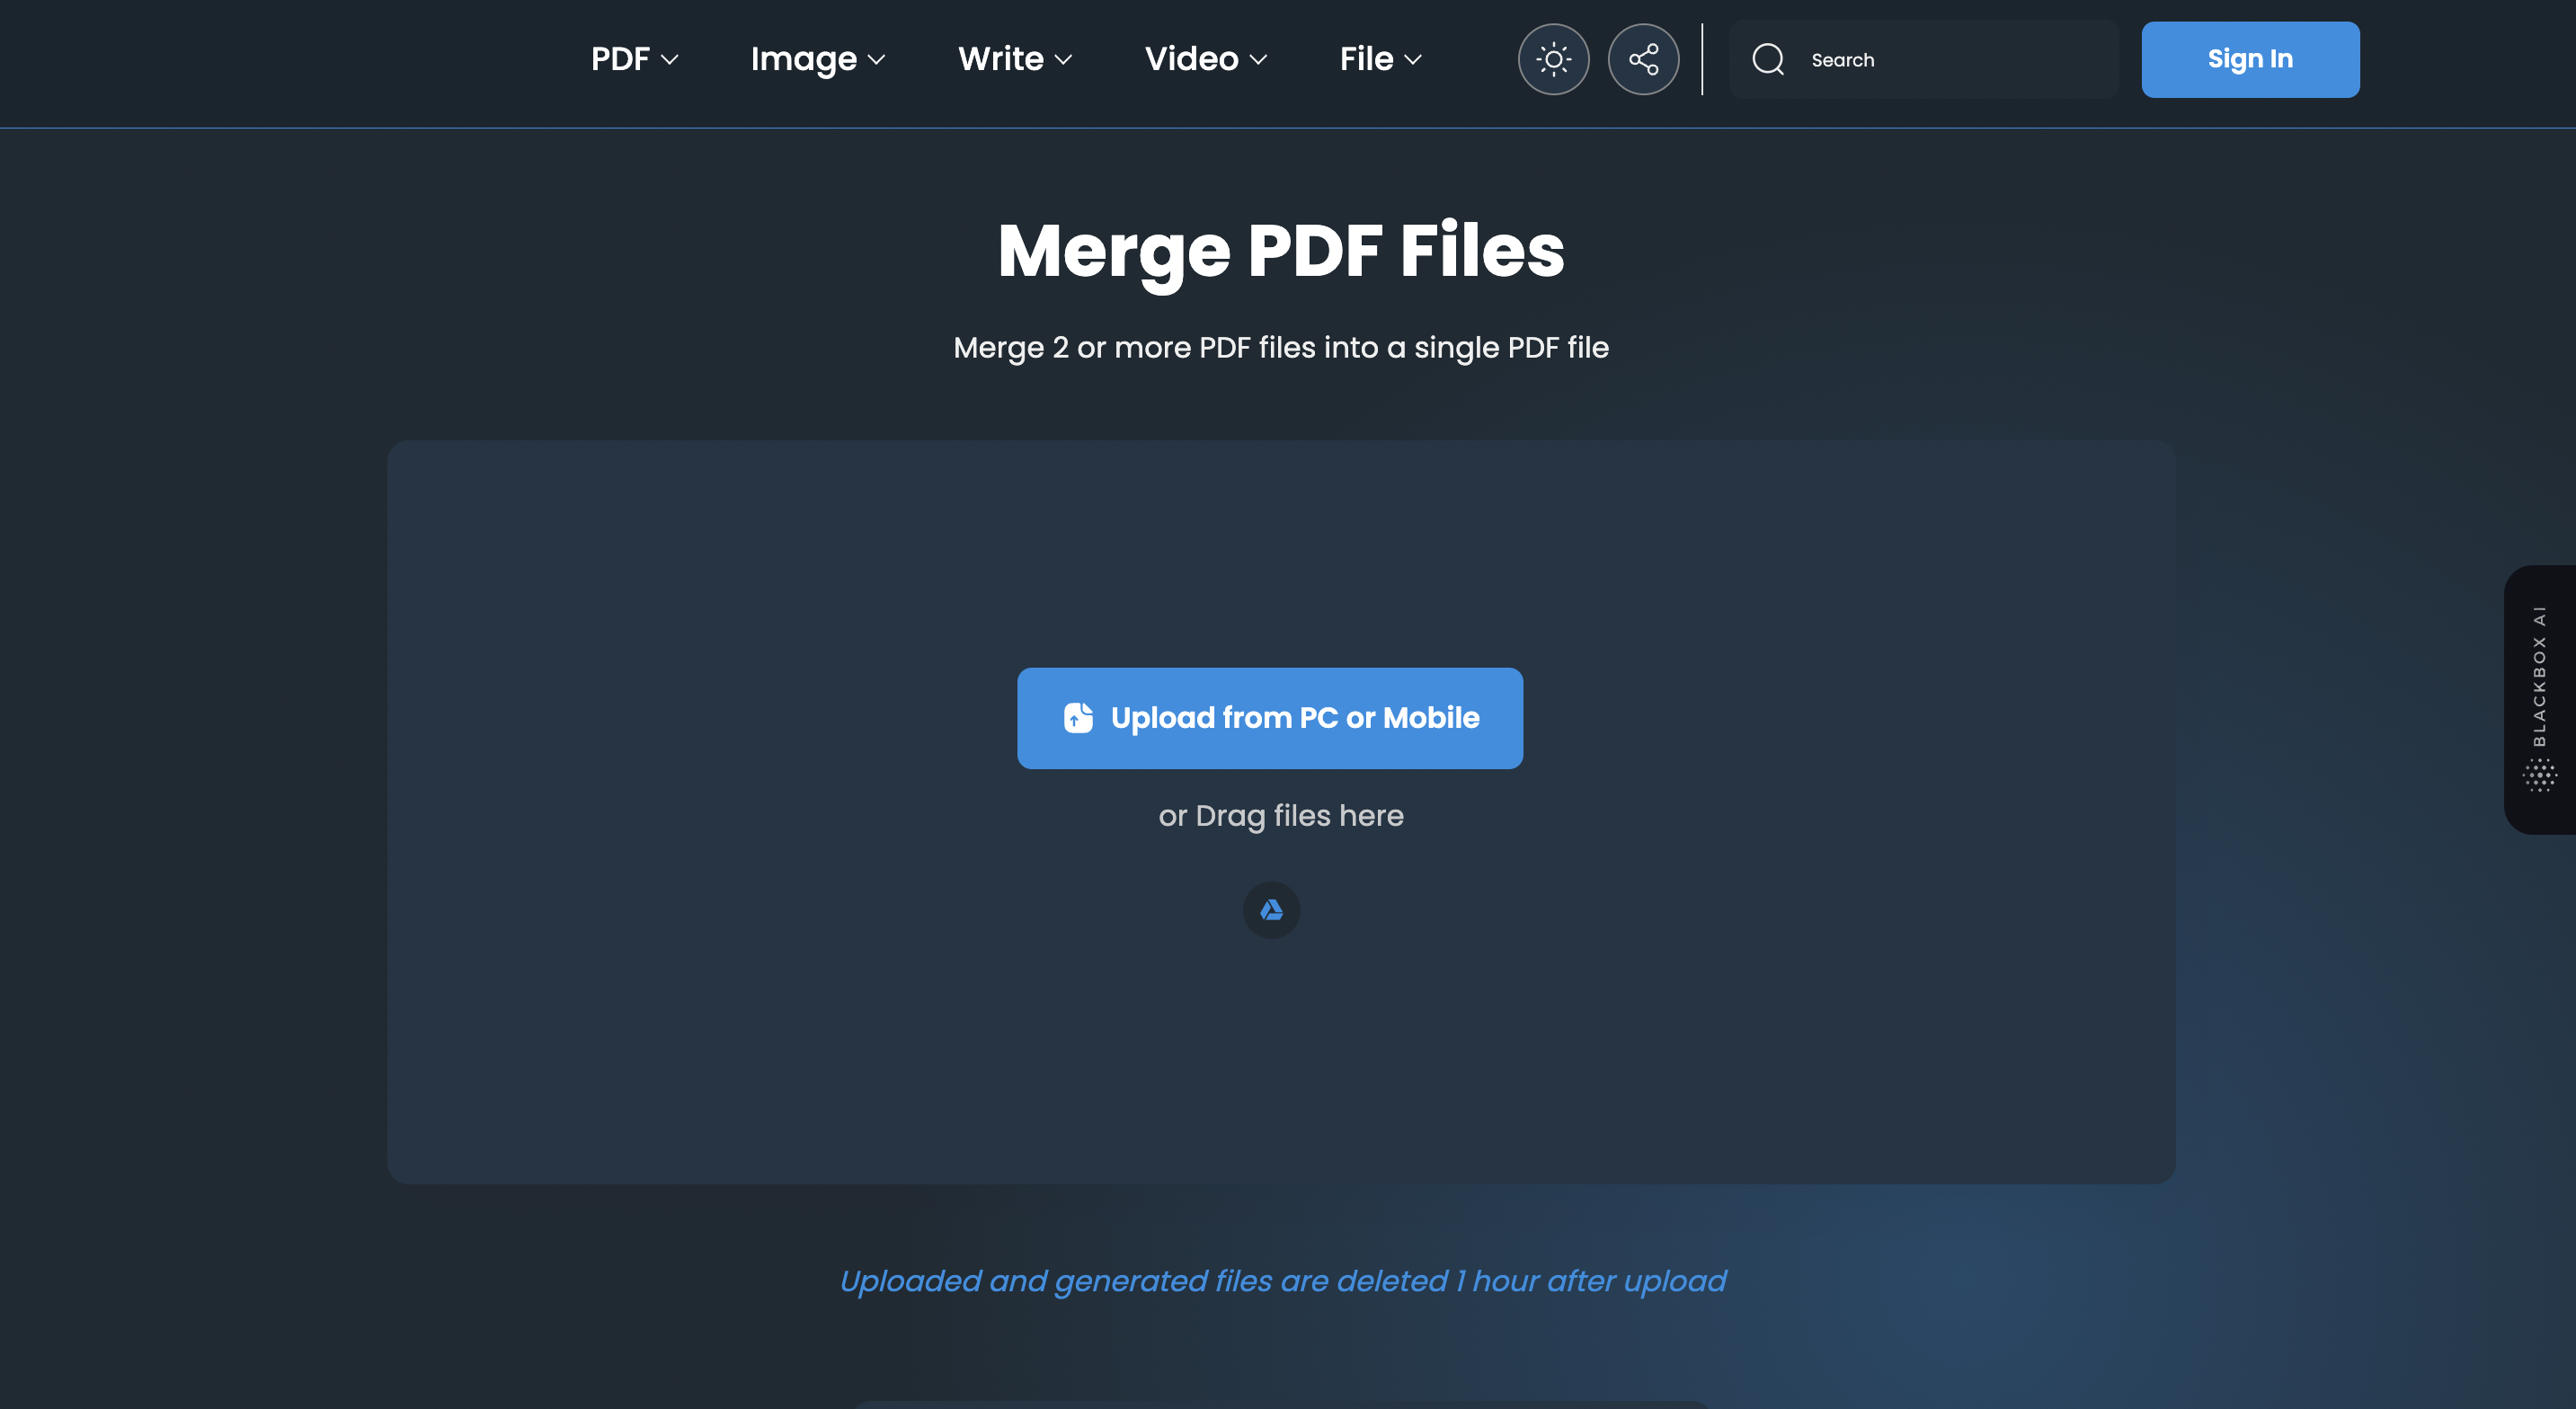 PDF
Image
Write
Video
File
Search
Sign In
Merge PDF Files
Merge 2 or more PDF files into a single PDF file
Upload from PC or Mobile
or Drag files here
BLACKBOX AI
Uploaded and generated files are deleted 1 hour after upload